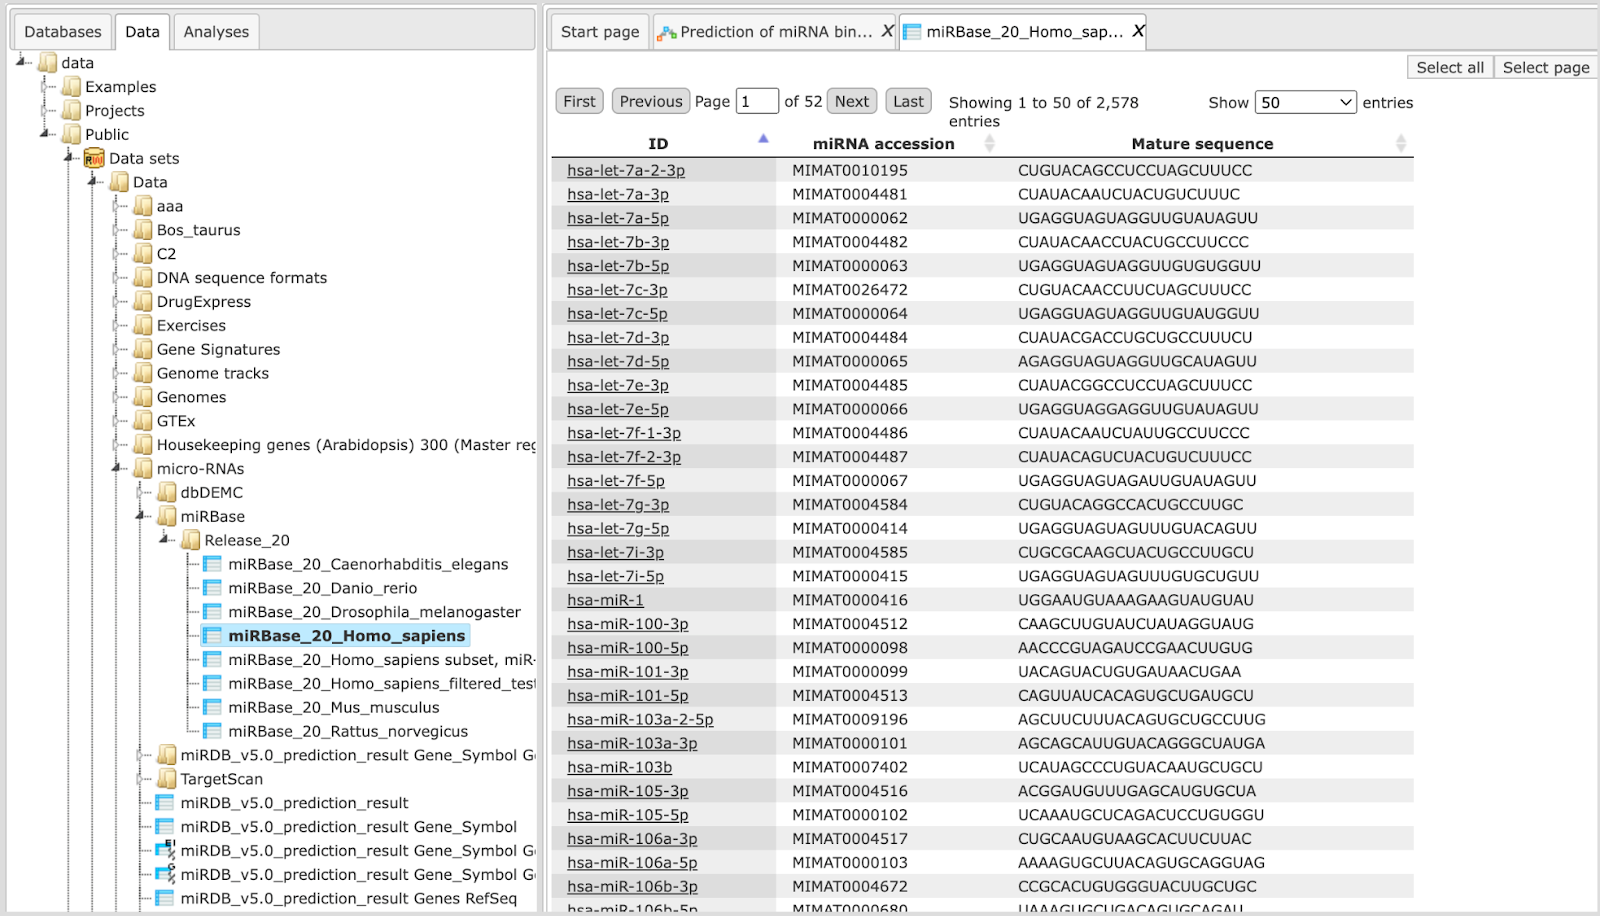 Databases
Data
Analyses
data
Examples
Projects
Public
Data sets
Data
aaa
Bos_taurus
C2
DNA sequence formats
DrugExpress
Exercises
Gene Signatures
Genome tracks
Genomes
GTEx
Housekeeping genes (Arabidopsis) 300 (Master reg
micro-RNAs
dbDEMC
miRBase
Release_20
miRBase_20_Caenorhabditis_elegans
miRBase_20_Danio_rerio
miRBase_20_Drosophila_melanogaster
miRBase_20_Homo_sapiens
miRBase_20_Homo_sapiens subset, miR-
miRBase_20_Homo_sapiens_filtered_test
miRBase_20_Mus_musculus
miRBase_20_Rattus_norvegicus
miRDB_v5.0_prediction_result Gene_Symbol G
TargetScan
miRDB_v5.0_prediction_result
miRDB_v5.0_prediction_result Gene_Symbol
miRDB_v5.0_prediction_result Gene_Symbol G
miRDB_v5.0_prediction_result Gene_Symbol G
miRDB_v5.0_prediction_result Genes RefSeq
Start page
Prediction of miRNA bin... X
miRBase_20_Homo_sap... X
Select all Select page
First Previous Page 1 of 52 Next Last Showing 1 to 50 of 2,578 entries Show 50 entries
ID miRNA accession Mature sequence
hsa-let-7a-2-3p MIMAT0010195 CUGUACAGCCUCCUAGCUUUCC
hsa-let-7a-3p MIMAT0004481 CUAUACAAUCUACUGUCUUUC
hsa-let-7a-5p MIMAT0000062 UGAGGUAGUAGGUUGUAUAGUU
hsa-let-7b-3p MIMAT0004482 CUAUACAACCUACUGCCUUCCC
hsa-let-7b-5p MIMAT0000063 UGAGGUAGUAGGUUGUGUGGUU
hsa-let-7c-3p MIMAT0026472 CUGUACAACCUUCUAGCUUUCC
hsa-let-7c-5p MIMAT0000064 UGAGGUAGUAGGUUGUAUGGUU
hsa-let-7d-3p MIMAT0004484 CUAUACGACCUGCUGCCUUUCU
hsa-let-7d-5p MIMAT0000065 AGAGGUAGUAGGUUGCAUAGUU
hsa-let-7e-3p MIMAT0004485 CUAUACGGCCUCCUAGCUUUCC
hsa-let-7e-5p MIMAT0000066 UGAGGUAGGAGGUUGUAUAGUU
hsa-let-7f-1-3p MIMAT0004486 CUAUACAAUCUAUUGCCUUCCC
hsa-let-7f-2-3p MIMAT0004487 CUAUACAGUCUACUGUCUUUCC
hsa-let-7f-5p MIMAT0000067 UGAGGUAGUAGAUUGUAUAGUU
hsa-let-7g-3p MIMAT0004584 CUGUACAGGCCACUGCCUUGC
hsa-let-7g-5p MIMAT0000414 UGAGGUAGUAGUUUGUACAGUU
hsa-let-7i-3p MIMAT0004585 CUGCGCAAGCUACUGCCUUGCU
hsa-let-7i-5p MIMAT0000415 UGAGGUAGUAGUUUGUGCUGUU
hsa-miR-1 MIMAT0000416 UGGAAUGUAAAGAAGUAUGUAU
hsa-miR-100-3p MIMAT0004512 CAAGCUUGUAUCUAUAGGUAUG
hsa-miR-100-5p MIMAT0000098 AACCCGUAGAUCCGAACUUGUG
hsa-miR-101-3p MIMAT0000099 UACAGUACUGUGAUAACUGAA
hsa-miR-101-5p MIMAT0004513 CAGUUAUCACAGUGCUGAUGCU
hsa-miR-103a-2-5p MIMAT0009196 AGCUUCUUUACAGUGCUGCCUUG
hsa-miR-103a-3p MIMAT0000101 AGCAGCAUUGUACAGGGCUAUGA
hsa-miR-103b MIMAT0007402 UCAUAGCCCUGUACAAUGCUGCU
hsa-miR-105-3p MIMAT0004516 ACGGAUGUUUGAGCAUGUGCUA
hsa-miR-105-5p MIMAT0000102 UCAAAUGCUCAGACUCCUGUGGU
hsa-miR-106a-3p MIMAT0004517 CUGCAAUGUAAGCACUUCUUAC
hsa-miR-106a-5p MIMAT0000103 AAAAGUGCUUACAGUGCAGGUAG
hsa-miR-106b-3p MIMAT0004672 CCGCACUGUGGGUACUUGCUGC
hsa-miR-106b-5p MIMAT0000680 UAAAGUGCUGACAGUGCAGAU